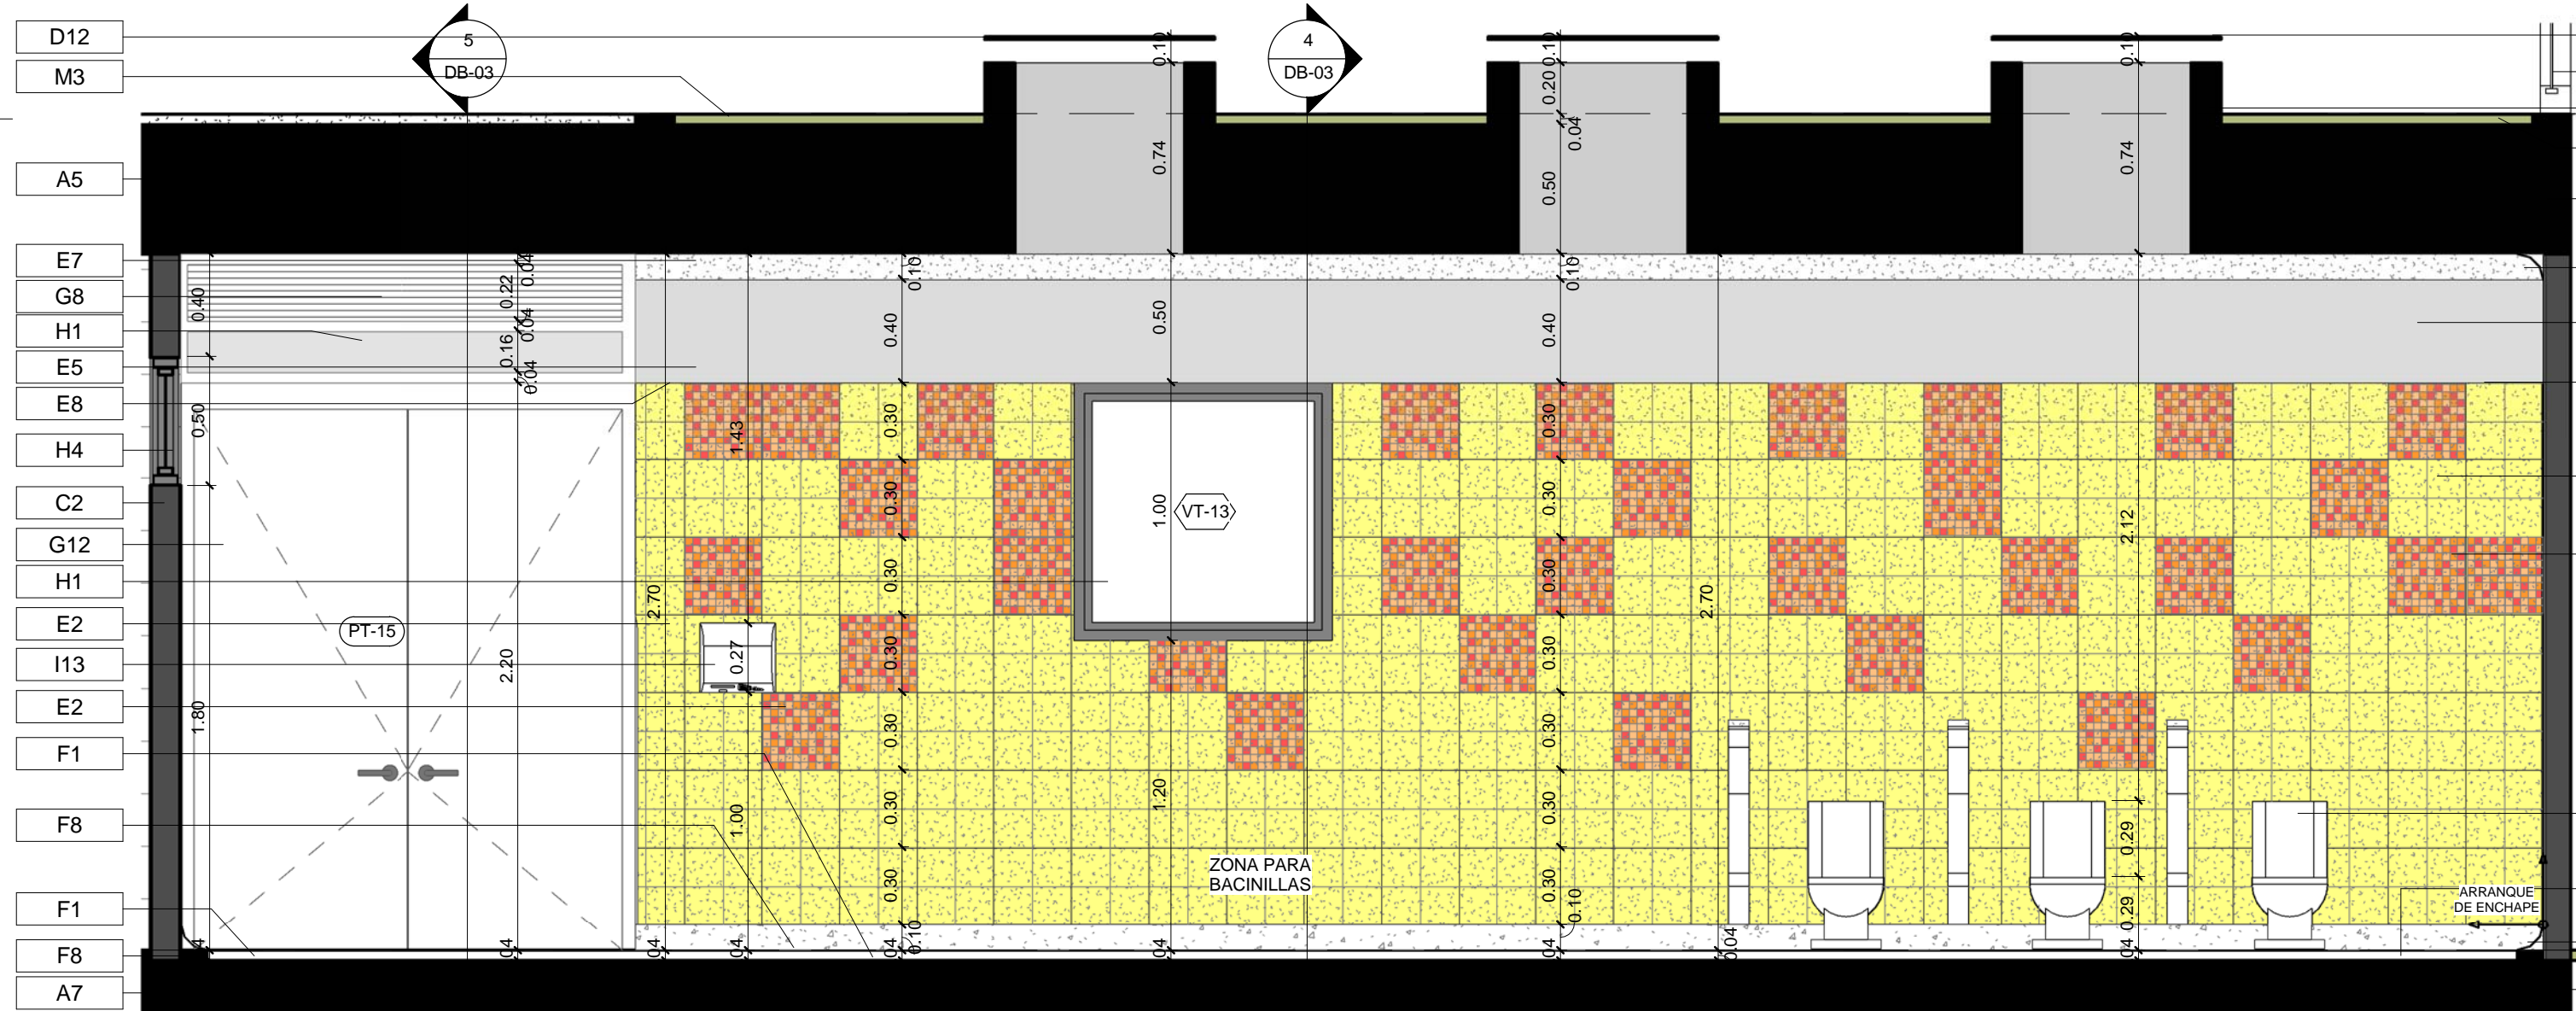 D12
M3
A5
E7
G8
H1
E5
E8
H4
C2
G12
H1
E2
I13
E2
F1
F8
F1
F8
A7
5
DB-03
4
DB-03
0.10
0.10
0.20
0.10
0.74
0.04
0.50
0.74
0.40
0.50
1.80
0.04
0.22
0.04
0.16
0.04
2.20
PT-15
2.70
1.43
0.27
1.00
0.10
0.40
0.30
0.30
0.30
0.30
0.30
0.30
0.30
0.10
0.50
1.00
VT-13
1.20
ZONA PARA
BACINILLAS
0.10
0.40
0.30
0.30
0.30
0.30
0.30
0.30
0.30
0.10
2.70
0.04
2.12
0.29
0.29
ARRANQUE
DE ENCHAPE